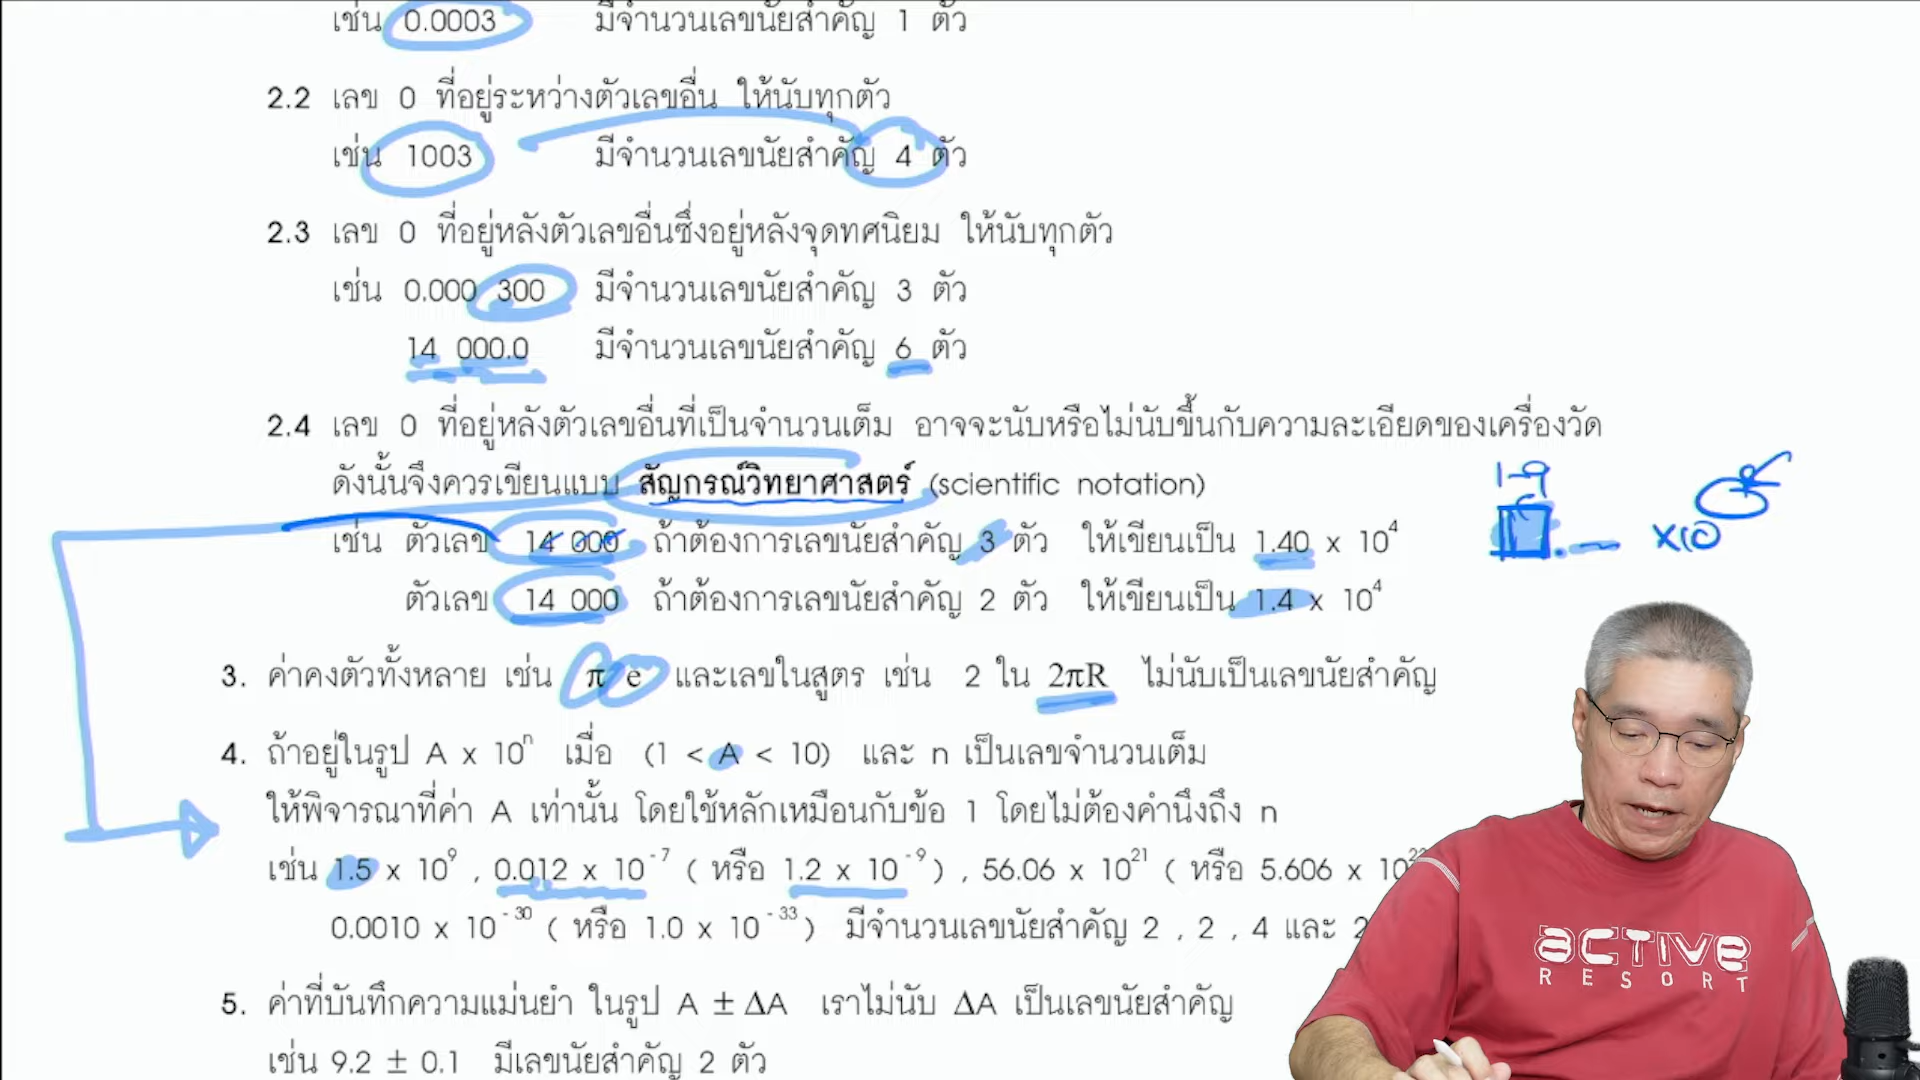 เช่น 0.0003 มีจำนวนเลขนัยสำคัญ 1 ตัว
2.2 เลข 0 ที่อยู่ระหว่างตัวเลขอื่น ให้นับทุกตัว
เช่น 1003 มีจำนวนเลขนัยสำคัญ 4 ตัว
2.3 เลข 0 ที่อยู่หลังตัวเลขอื่นซึ่งอยู่หลังจุดทศนิยม ให้นับทุกตัว
เช่น 0.000 300 มีจำนวนเลขนัยสำคัญ 3 ตัว
14 000.0 มีจำนวนเลขนัยสำคัญ 6 ตัว
2.4 เลข 0 ที่อยู่หลังตัวเลขอื่นที่เป็นจำนวนเต็ม อาจจะนับหรือไม่นับขึ้นกับความละเอียดของเครื่องวัด
ดังนั้นจึงควรเขียนแบบ สัญกรณ์วิทยาศาสตร์ (scientific notation)
1-9
เช่น ตัวเลข 14 000 ถ้าต้องการเลขนัยสำคัญ 3 ตัว ให้เขียนเป็น 1.40 x 10⁴
x10
ตัวเลข 14 000 ถ้าต้องการเลขนัยสำคัญ 2 ตัว ให้เขียนเป็น 1.4 x 10⁴
3. ค่าคงตัวทั้งหลาย เช่น π e และเลขในสูตร เช่น 2 ใน 2πR ไม่นับเป็นเลขนัยสำคัญ
4. ถ้าอยู่ในรูป A x 10ⁿ เมื่อ (1 < A < 10) และ n เป็นเลขจำนวนเต็ม
ให้พิจารณาที่ค่า A เท่านั้น โดยใช้หลักเหมือนกับข้อ 1 โดยไม่ต้องคำนึงถึง n
เช่น 1.5 x 10⁹ , 0.012 x 10⁻⁷ ( หรือ 1.2 x 10⁻⁹ ) , 56.06 x 10²¹ ( หรือ 5.606 x 10
0.0010 x 10⁻³⁰ ( หรือ 1.0 x 10⁻³³ ) มีจำนวนเลขนัยสำคัญ 2 , 2 , 4 และ 2
5. ค่าที่บันทึกความแม่นยำ ในรูป A ± ΔA เราไม่นับ ΔA เป็นเลขนัยสำคัญ
เช่น 9.2 ± 0.1 มีเลขนัยสำคัญ 2 ตัว
ACTIVE
RESORT